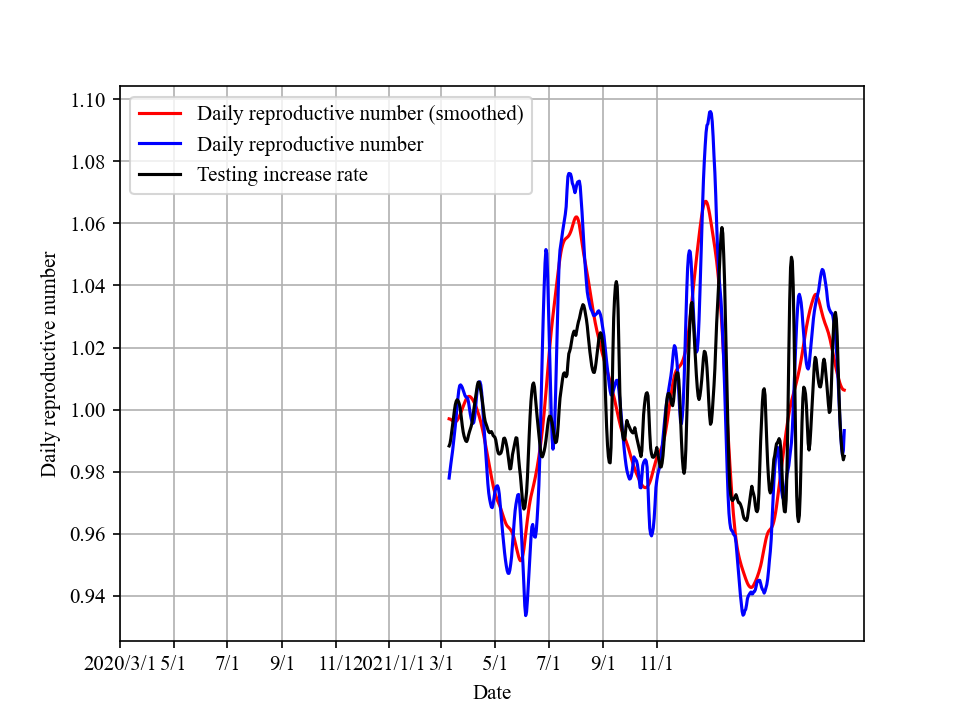 Daily reproductive number (smoothed)
Daily reproductive number
Testing increase rate
1.10
1.08
1.06
1.04
1.02
1.00
0.98
0.96
0.94
Daily reproductive number
2020/3/1 5/1 7/1 9/1 11/1 2021/1/1 3/1 5/1 7/1 9/1 11/1
Date